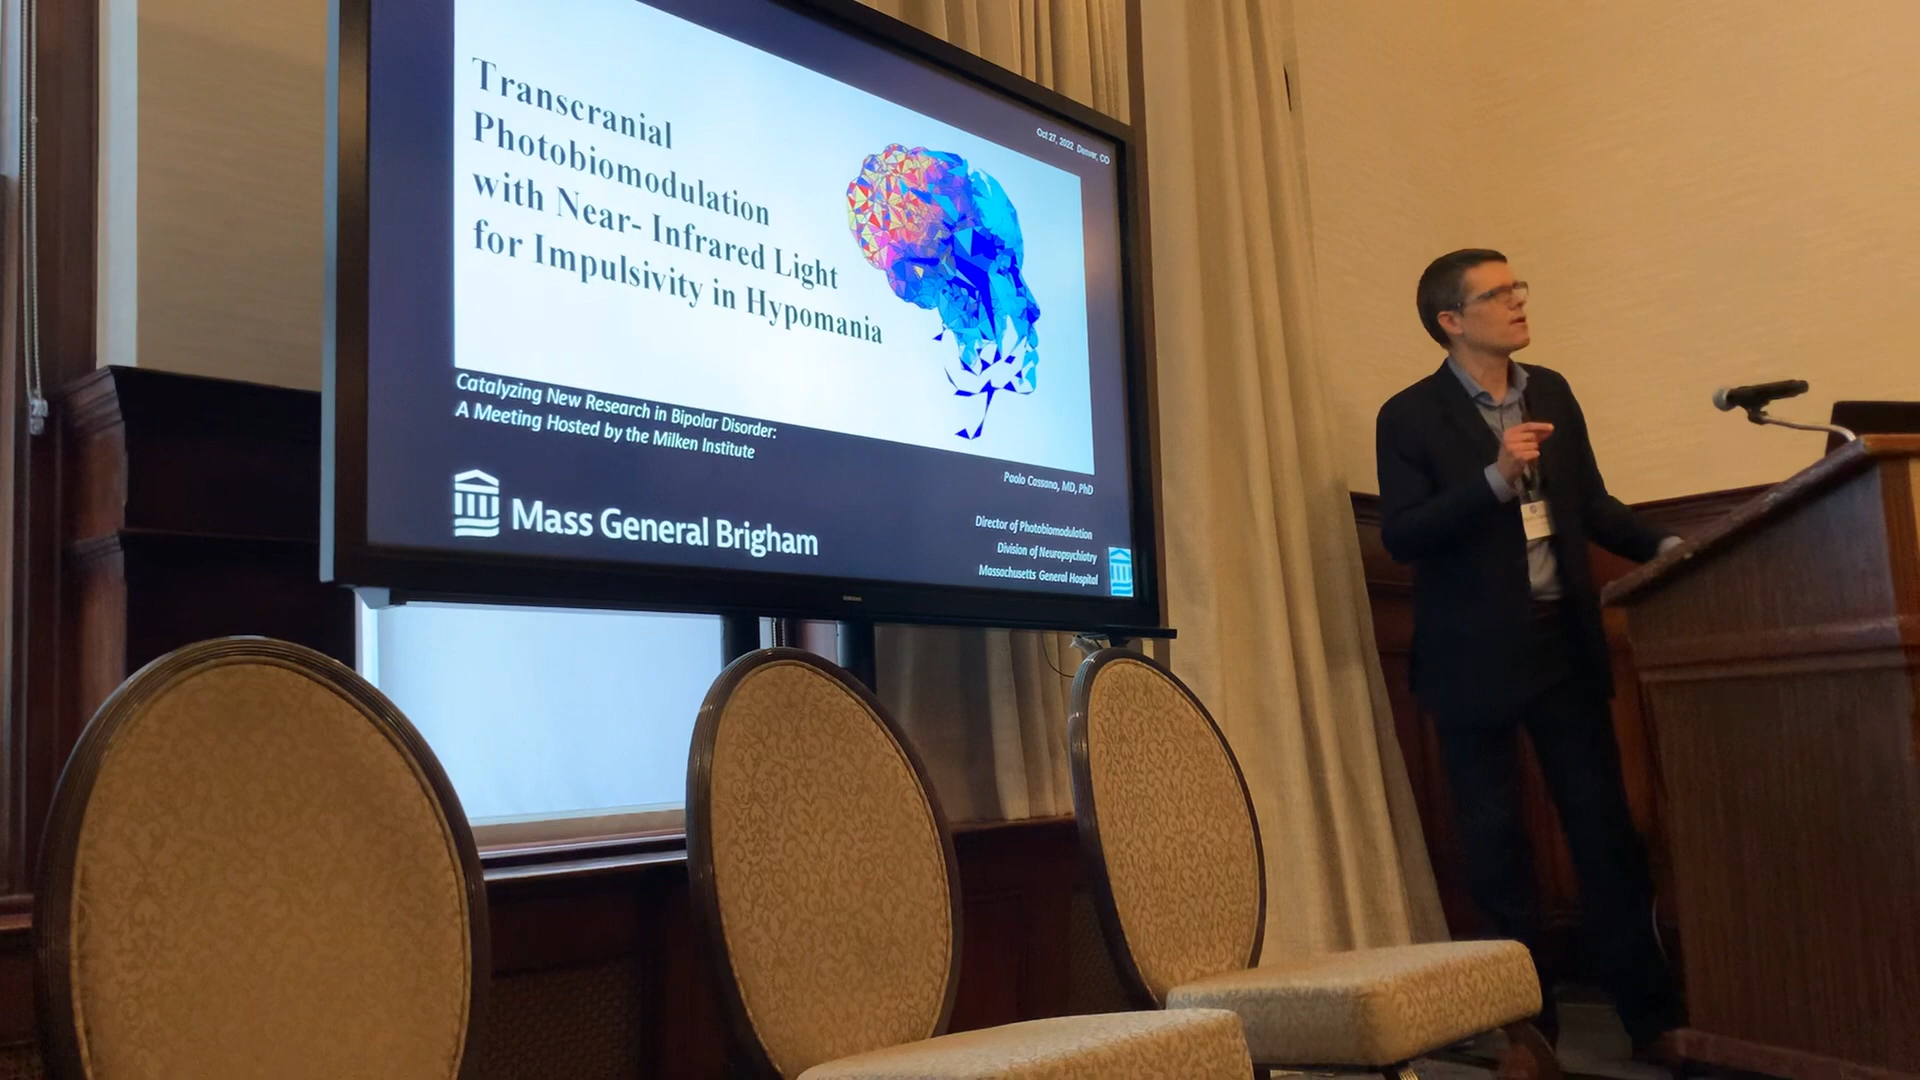 Oct 27, 2022 Denver, CO
Transcranial
Photobiomodulation
with Near- Infrared Light
for Impulsivity in Hypomania
Catalyzing New Research in Bipolar Disorder:
A Meeting Hosted by the Milken Institute
Paolo Cassano, MD, PhD
Mass General Brigham
Director of Photobiomodulation
Division of Neuropsychiatry
Massachusetts General Hospital
SAMSUNG